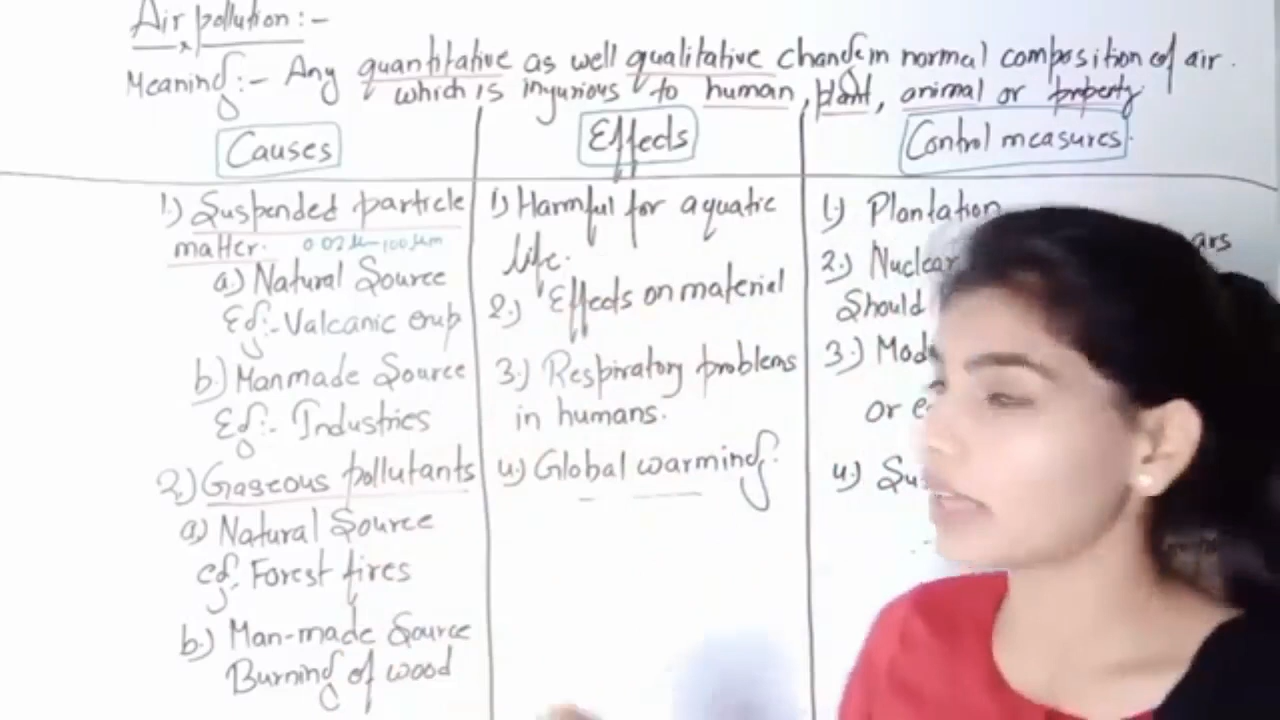 Air pollution :-
Meaning :- Any quantitative as well qualitative change in normal composition of air.
which is injurious to human, plant, animal or property
Causes
Effects
Control measures.
1.) Suspended particle
matter. 0.02 µ-100 µm
a.) Natural Source
Eg:- Valcanic erup
b.) Manmade Source
Eg:- Industries
2.) Gaseous pollutants
a) Natural Source
eg. Forest fires
b.) Man-made Source
Burning of wood
1) Harmful for aquatic
life.
2.) Effects on material
3.) Respiratory problems
in humans.
4.) Global warming.
1.) Plantation
2.) Nuclear
Should
3.)
or
4.)